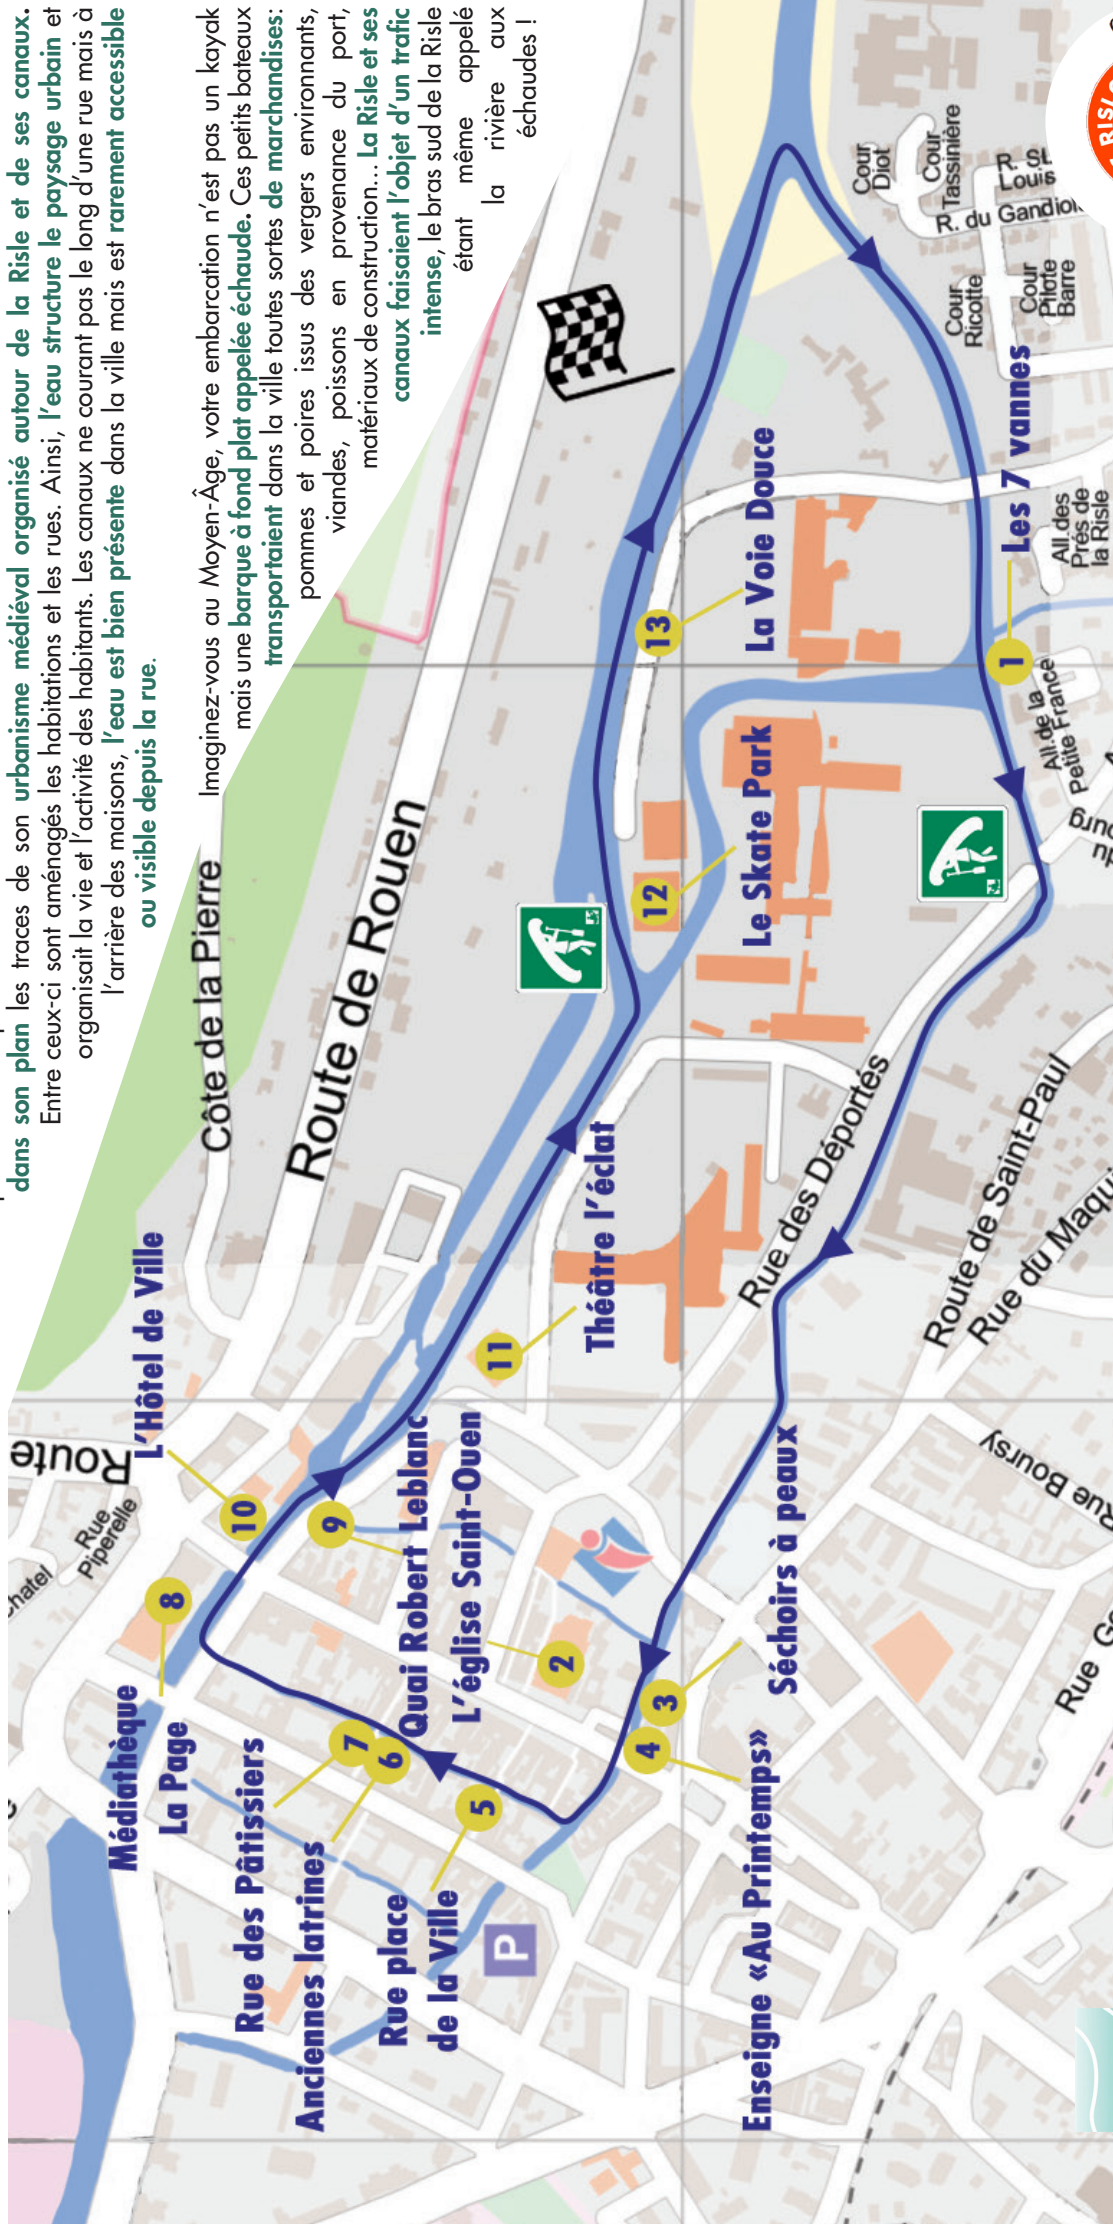 dans son plan les traces de son urbanisme médiéval organisé autour de la Risle et de ses canaux.
Entre ceux-ci sont aménagés les habitations et les rues. Ainsi, l'eau structure le paysage urbain et
organisait la vie et l'activité des habitants. Les canaux ne courant pas le long d'une rue mais à
l'arrière des maisons, l'eau est bien présente dans la ville mais est rarement accessible
ou visible depuis la rue.
Imaginez-vous au Moyen-Âge, votre embarcation n'est pas un kayak
mais une barque à fond plat appelée échaude. Ces petits bateaux
transportaient dans la ville toutes sortes de marchandises:
pommes et poires issus des vergers environnants,
viandes, poissons en provenance du port,
matériaux de construction... La Risle et ses
canaux faisaient l'objet d'un trafic
intense, le bras sud de la Risle
étant même appelé
la rivière aux
échaudes !
Route
Côte de la Pierre
Route de Rouen
L'Hôtel de Ville
10
Rue
Piperelle
8
Médiathèque
La Page
9
Quai Robert Leblanc
L'église Saint-Ouen
2
Rue des Pâtissiers
7
Anciennes latrines
6
Rue place
de la Ville
5
P
4
Enseigne «Au Printemps»
3
Séchoirs à peaux
11
Théâtre l'éclat
12
Le Skate Park
13
La Voie Douce
1
Les 7 vannes
Rue des Déportés
Route de Saint-Paul
Rue du Maqui
Rue Boursy
Rue G
All. de la
Petite France
All. des
Prés de
la Risle
Cour
Diot
Cour
Tassinière
R. St.
Louis
R. du Gandiol
Cour
Ricotte
Cour
Pilote
Barre